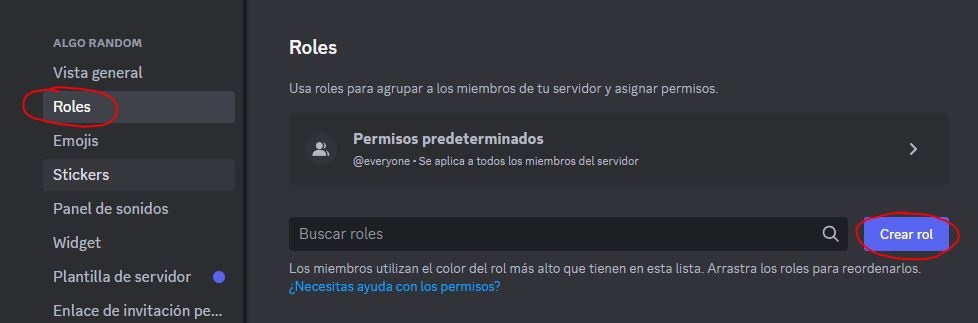 ALGO RANDOM
Vista general
Roles
Emojis
Stickers
Panel de sonidos
Widget
Plantilla de servidor
Enlace de invitación pe...
Roles
Usa roles para agrupar a los miembros de tu servidor y asignar permisos.
Permisos predeterminados
@everyone • Se aplica a todos los miembros del servidor
Buscar roles
Crear rol
Los miembros utilizan el color del rol más alto que tienen en esta lista. Arrastra los roles para reordenarlos.
¿Necesitas ayuda con los permisos?